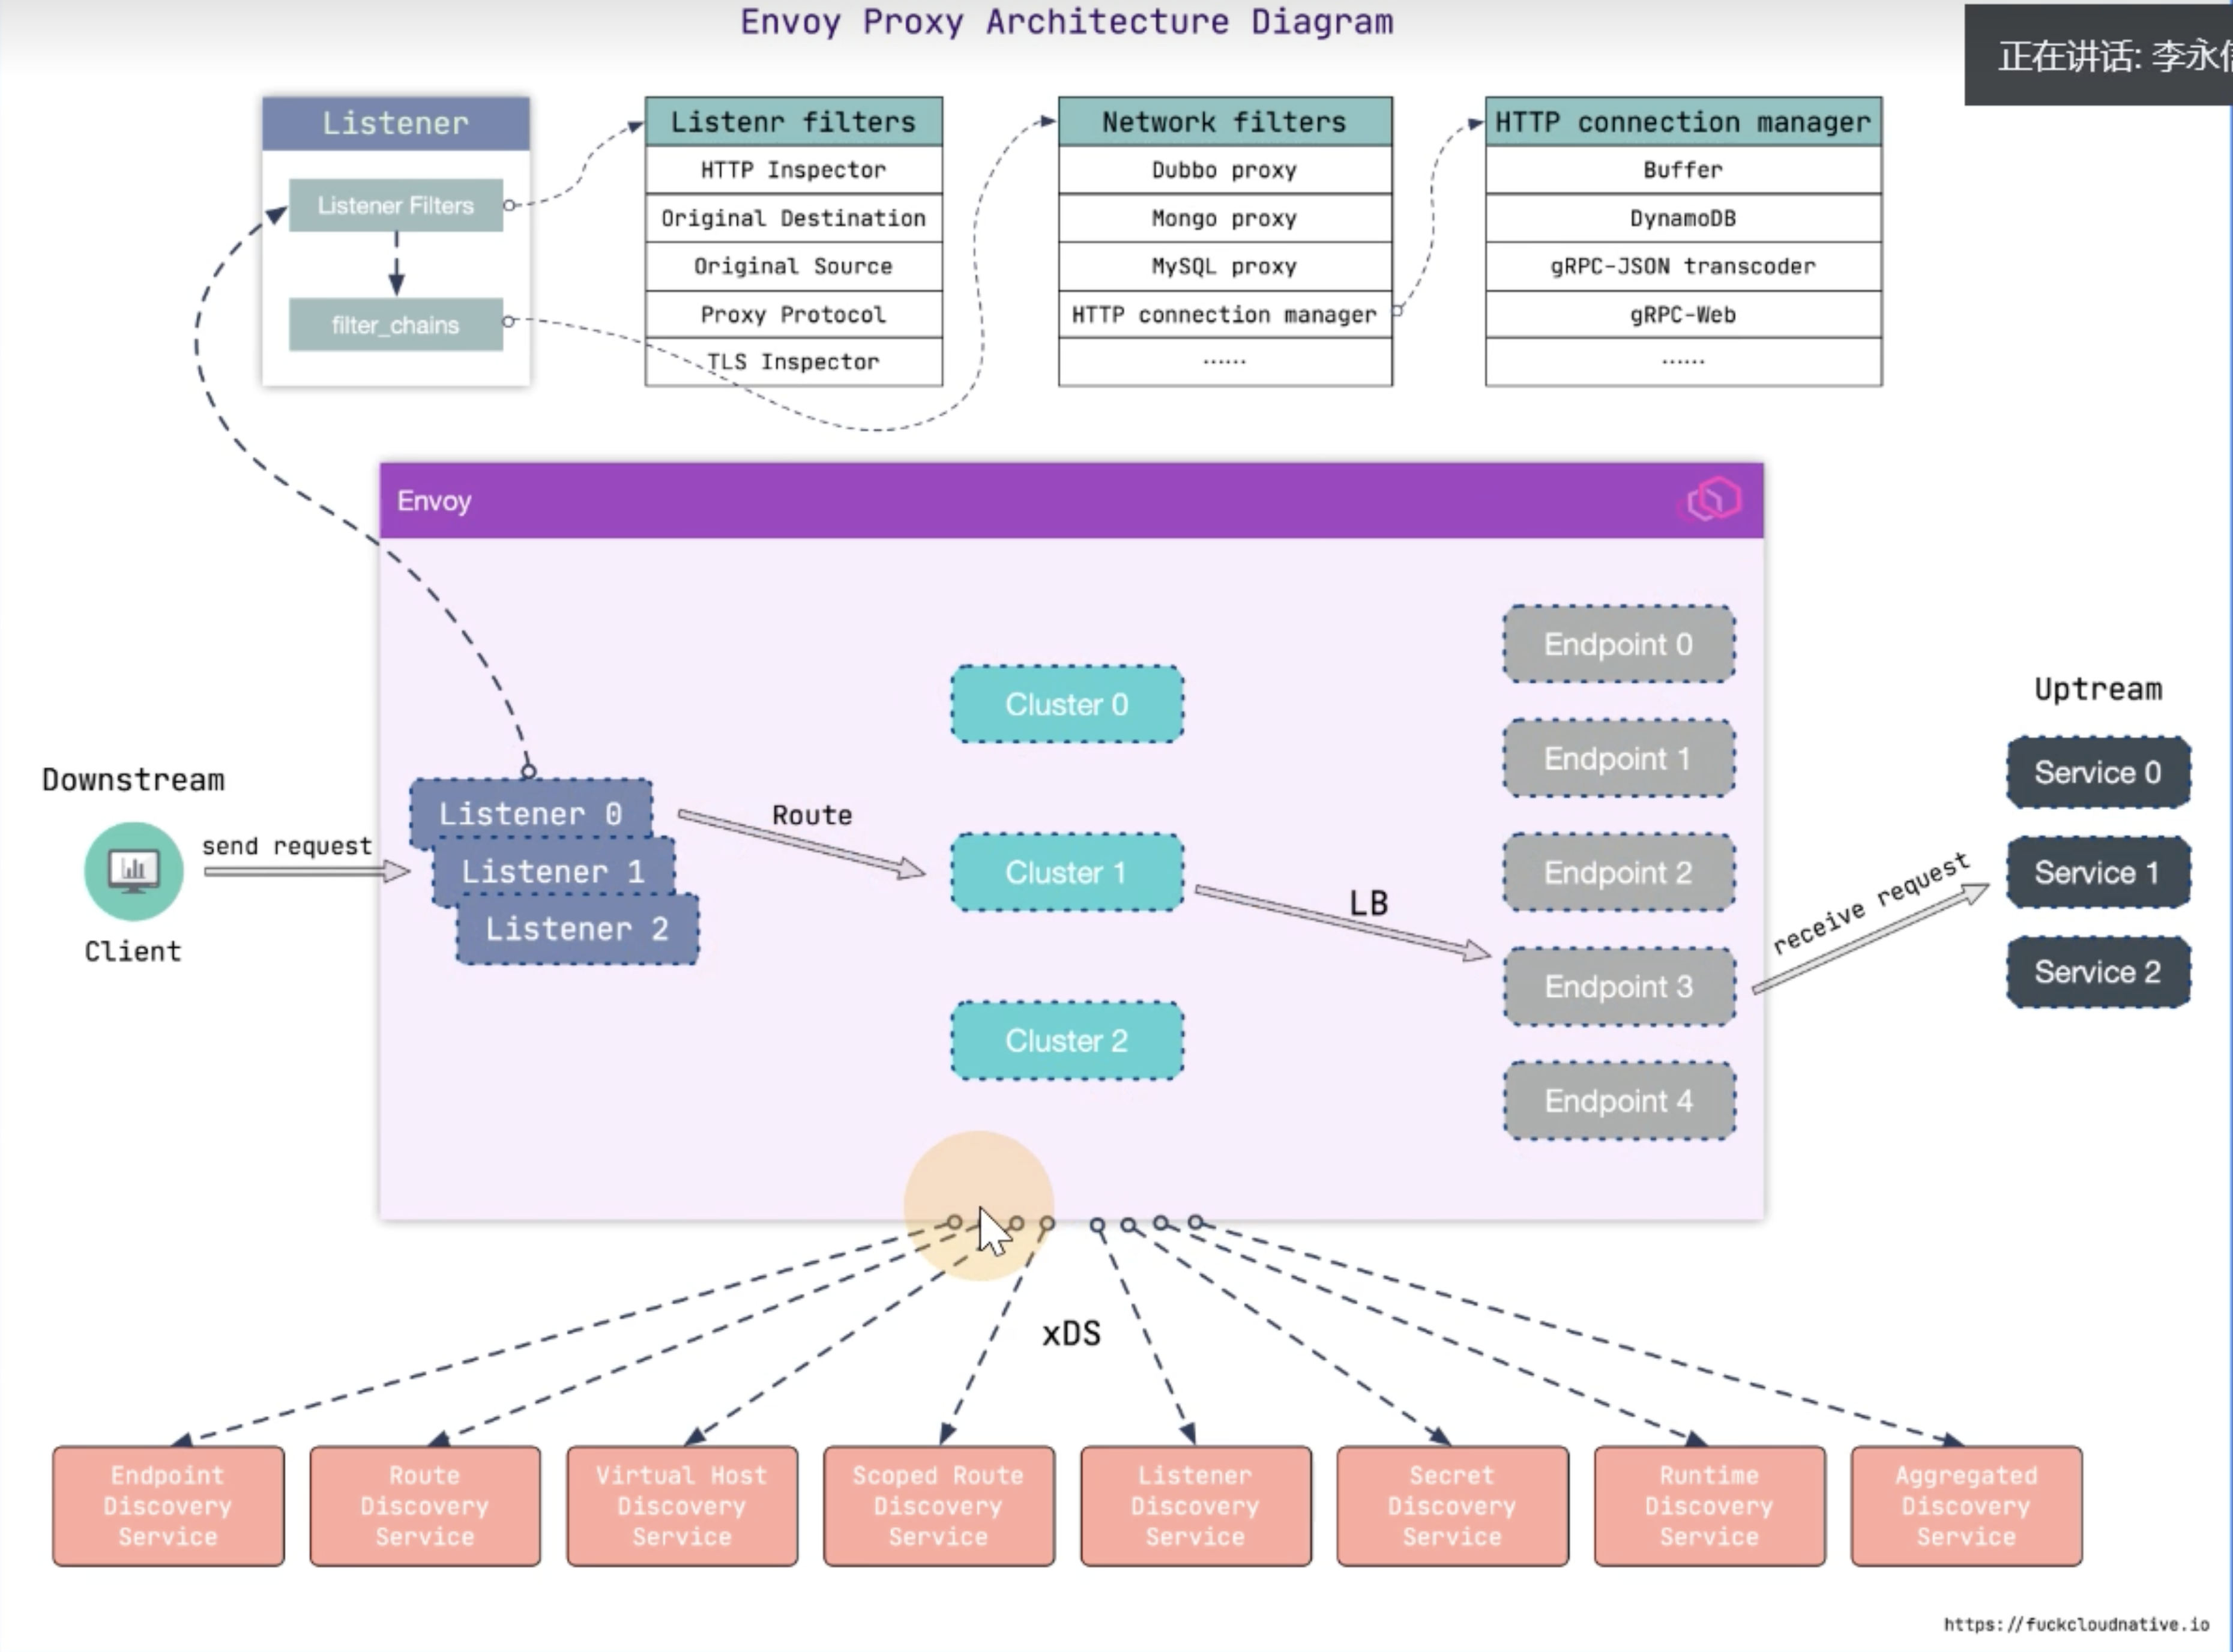 Envoy Proxy Architecture Diagram
正在讲话: 李永
Listener
Listener Filters
filter_chains
Listenr filters
HTTP Inspector
Original Destination
Original Source
Proxy Protocol
TLS Inspector
Network filters
Dubbo proxy
Mongo proxy
MySQL proxy
HTTP connection manager
......
HTTP connection manager
Buffer
DynamoDB
gRPC-JSON transcoder
gRPC-Web
......
Envoy
Downstream
Client
send request
Listener 0
Listener 1
Listener 2
Route
Cluster 0
Cluster 1
Cluster 2
LB
Endpoint 0
Endpoint 1
Endpoint 2
Endpoint 3
Endpoint 4
receive request
Uptream
Service 0
Service 1
Service 2
xDS
Endpoint
Discovery
Service
Route
Discovery
Service
Virtual Host
Discovery
Service
Scoped Route
Discovery
Service
Listener
Discovery
Service
Secret
Discovery
Service
Runtime
Discovery
Service
Aggregated
Discovery
Service
https://fuckcloudnative.io